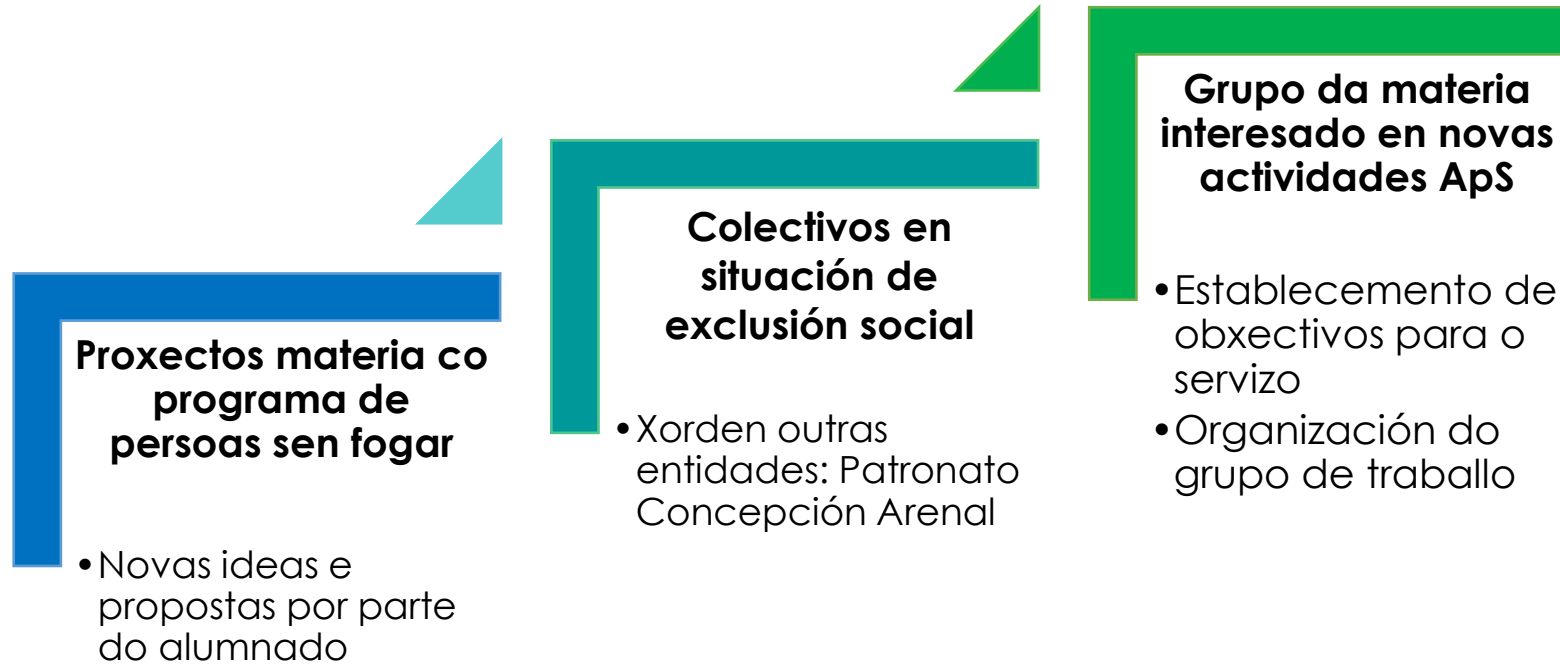 Proxectos materia co
programa de
persoas sen fogar
•Novas ideas e
propostas por parte
do alumnado
Colectivos en
situación de
exclusión social
•Xorden outras
entidades: Patronato
Concepción Arenal
Grupo da materia
interesado en novas
actividades ApS
•Establecemento de
obxectivos para o
servizo
•Organización do
grupo de traballo